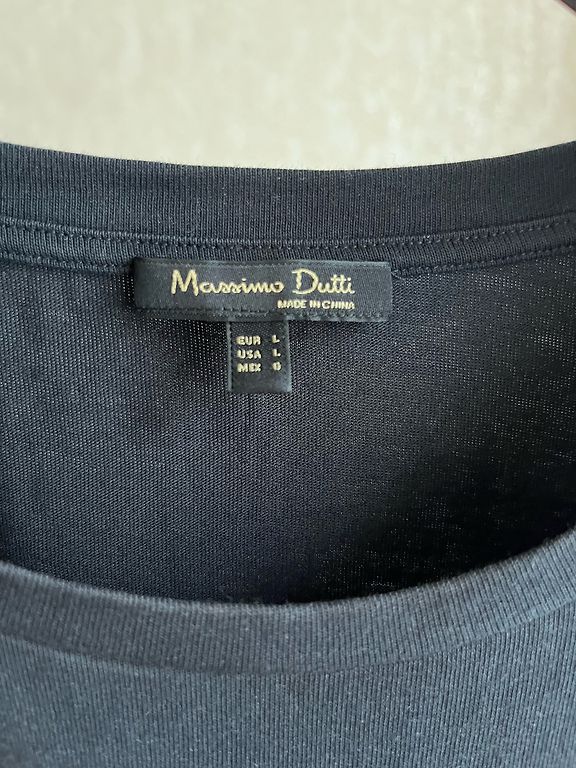 Massimo Dutti
MADE IN CHINA
EUR L
USA L
MEX G